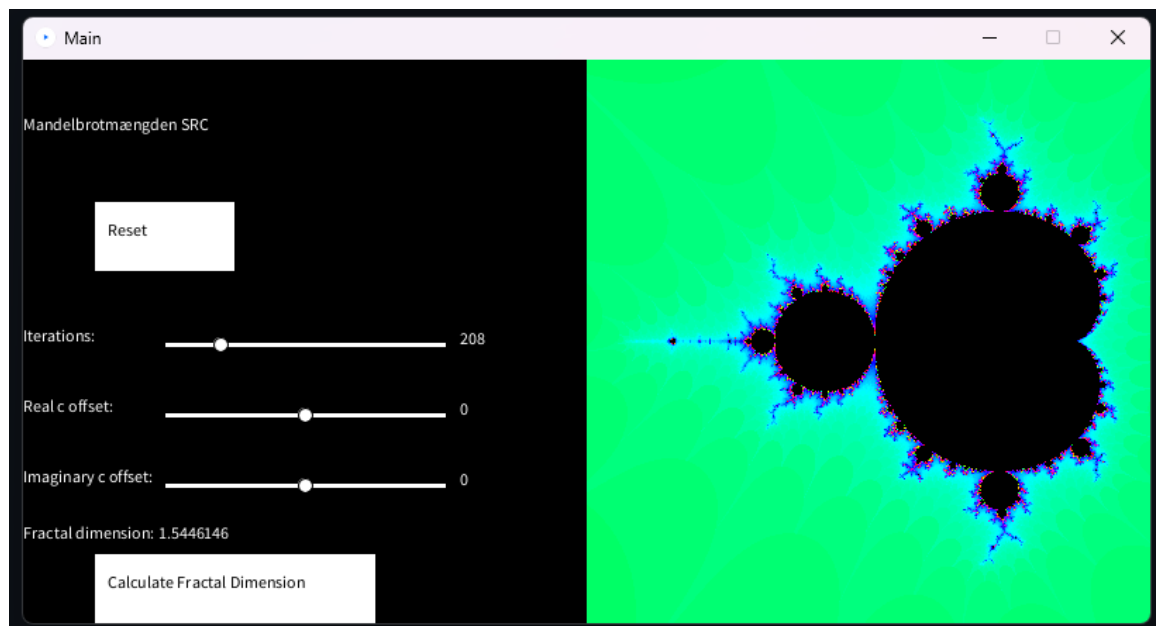 Main
Mandelbrotmængden SRC
Reset
Iterations: 208
Real c offset: 0
Imaginary c offset: 0
Fractal dimension: 1.5446146
Calculate Fractal Dimension